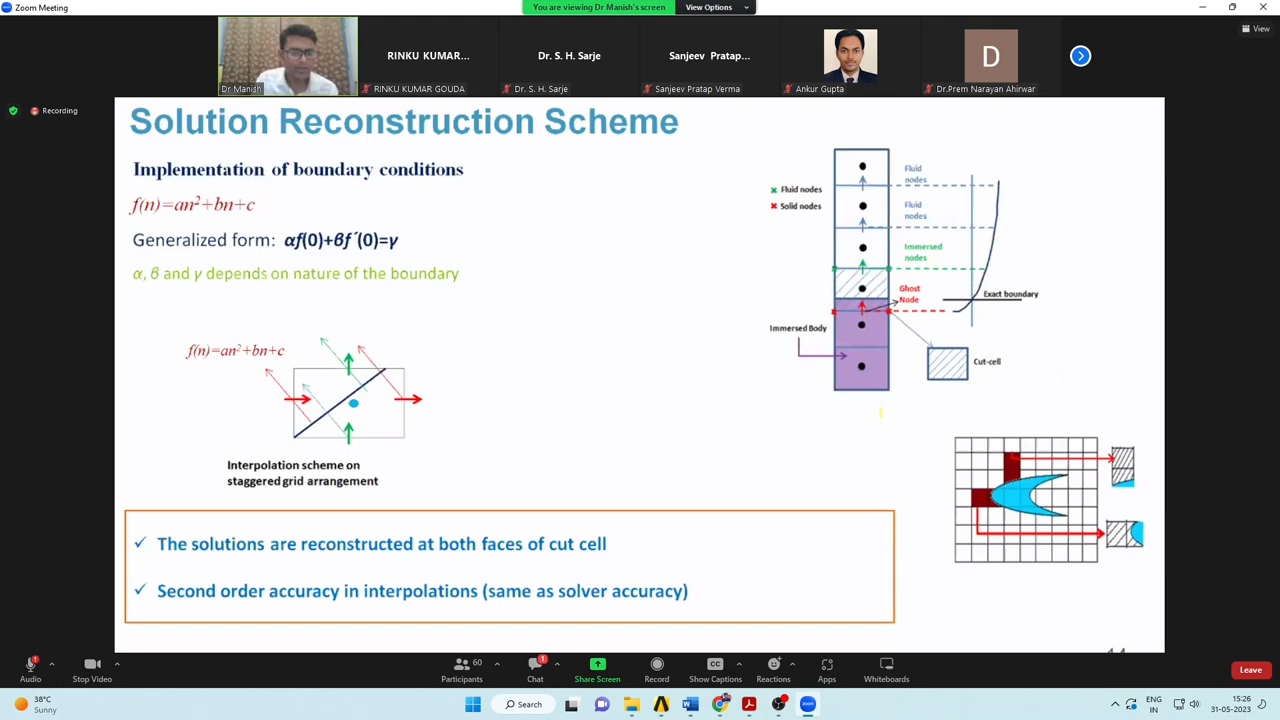 Zoom Meeting
You are viewing Dr Manish's screen
View Options
View
Recording
Dr Manish
RINKU KUMAR...
RINKU KUMAR GOUDA
Dr. S. H. Sarje
Dr. S. H. Sarje
Sanjeev Pratap...
Sanjeev Pratap Verma
Ankur Gupta
D
Dr.Prem Narayan Ahirwar
Solution Reconstruction Scheme
Implementation of boundary conditions
f(n)=an²+bn+c
Generalized form: αf(0)+βf´(0)=γ
α, β and γ depends on nature of the boundary
f(n)=an²+bn+c
Interpolation scheme on
staggered grid arrangement
Fluid nodes
Solid nodes
Fluid
nodes
Fluid
nodes
Immersed
nodes
Ghost
Node
Exact boundary
Immersed Body
Cut-cell
✓ The solutions are reconstructed at both faces of cut cell
✓ Second order accuracy in interpolations (same as solver accuracy)
Audio
Stop Video
60
Participants
1
Chat
Share Screen
Record
CC
Show Captions
Reactions
Apps
Whiteboards
Leave
38°C
Sunny
Search
ENG
IN
15:26
31-05-2023